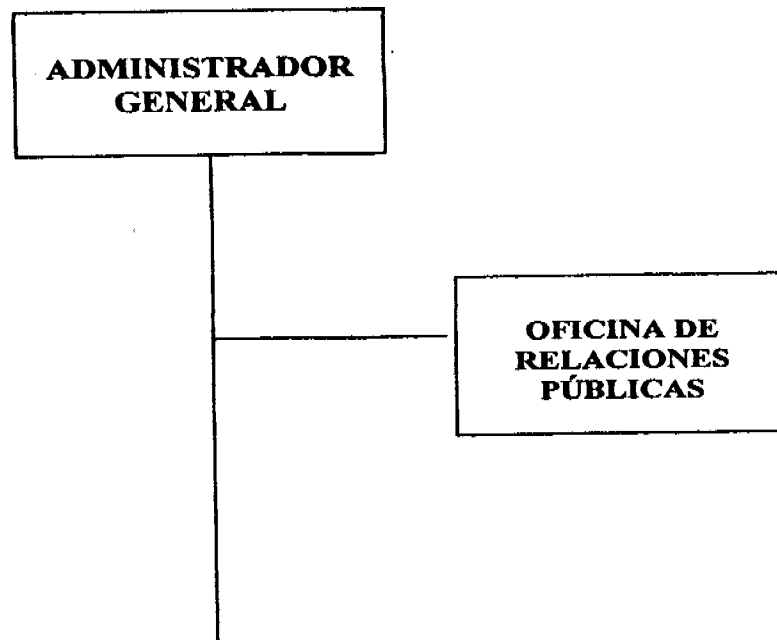 ADMINISTRADOR
GENERAL
OFICINA DE
RELACIONES
PÚBLICAS